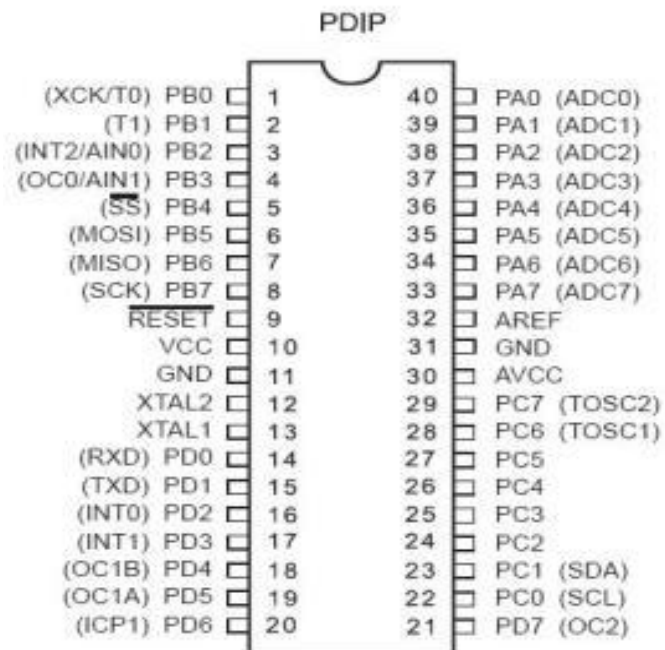 PDIP
(XCK/T0) PB0 1 40 PA0 (ADC0)
(T1) PB1 2 39 PA1 (ADC1)
(INT2/AIN0) PB2 3 38 PA2 (ADC2)
(OC0/AIN1) PB3 4 37 PA3 (ADC3)
(SS) PB4 5 36 PA4 (ADC4)
(MOSI) PB5 6 35 PA5 (ADC5)
(MISO) PB6 7 34 PA6 (ADC6)
(SCK) PB7 8 33 PA7 (ADC7)
RESET 9 32 AREF
VCC 10 31 GND
GND 11 30 AVCC
XTAL2 12 29 PC7 (TOSC2)
XTAL1 13 28 PC6 (TOSC1)
(RXD) PD0 14 27 PC5
(TXD) PD1 15 26 PC4
(INT0) PD2 16 25 PC3
(INT1) PD3 17 24 PC2
(OC1B) PD4 18 23 PC1 (SDA)
(OC1A) PD5 19 22 PC0 (SCL)
(ICP1) PD6 20 21 PD7 (OC2)